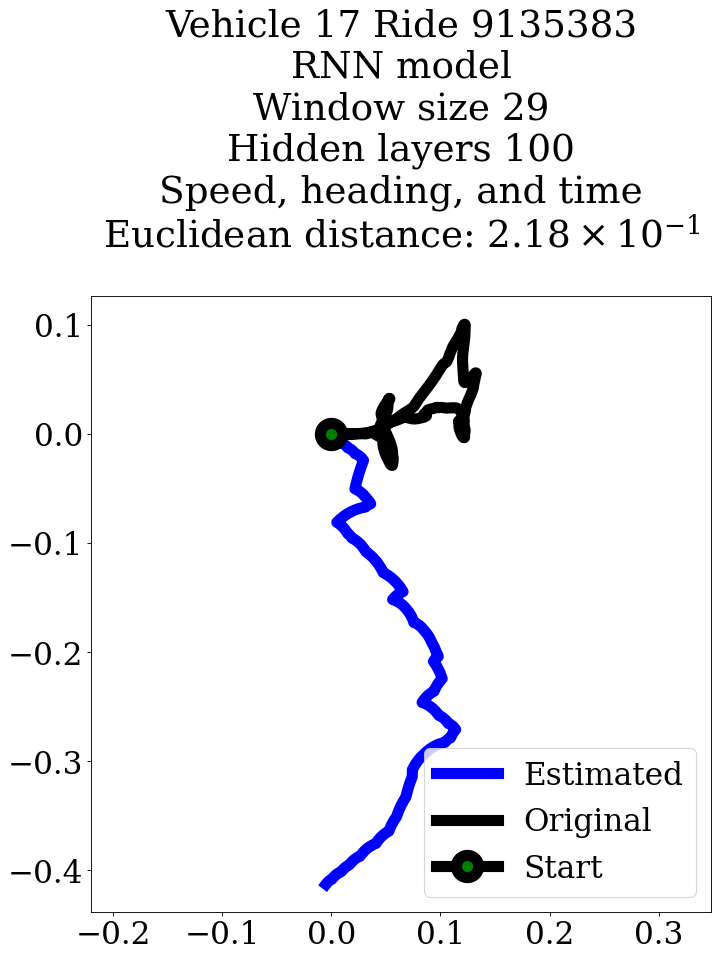 Vehicle 17 Ride 9135383
RNN model
Window size 29
Hidden layers 100
Speed, heading, and time
Euclidean distance: 2.18 × 10⁻¹
0.1
0.0
−0.1
−0.2
−0.3
−0.4
−0.2
−0.1
0.0
0.1
0.2
0.3
Estimated
Original
Start